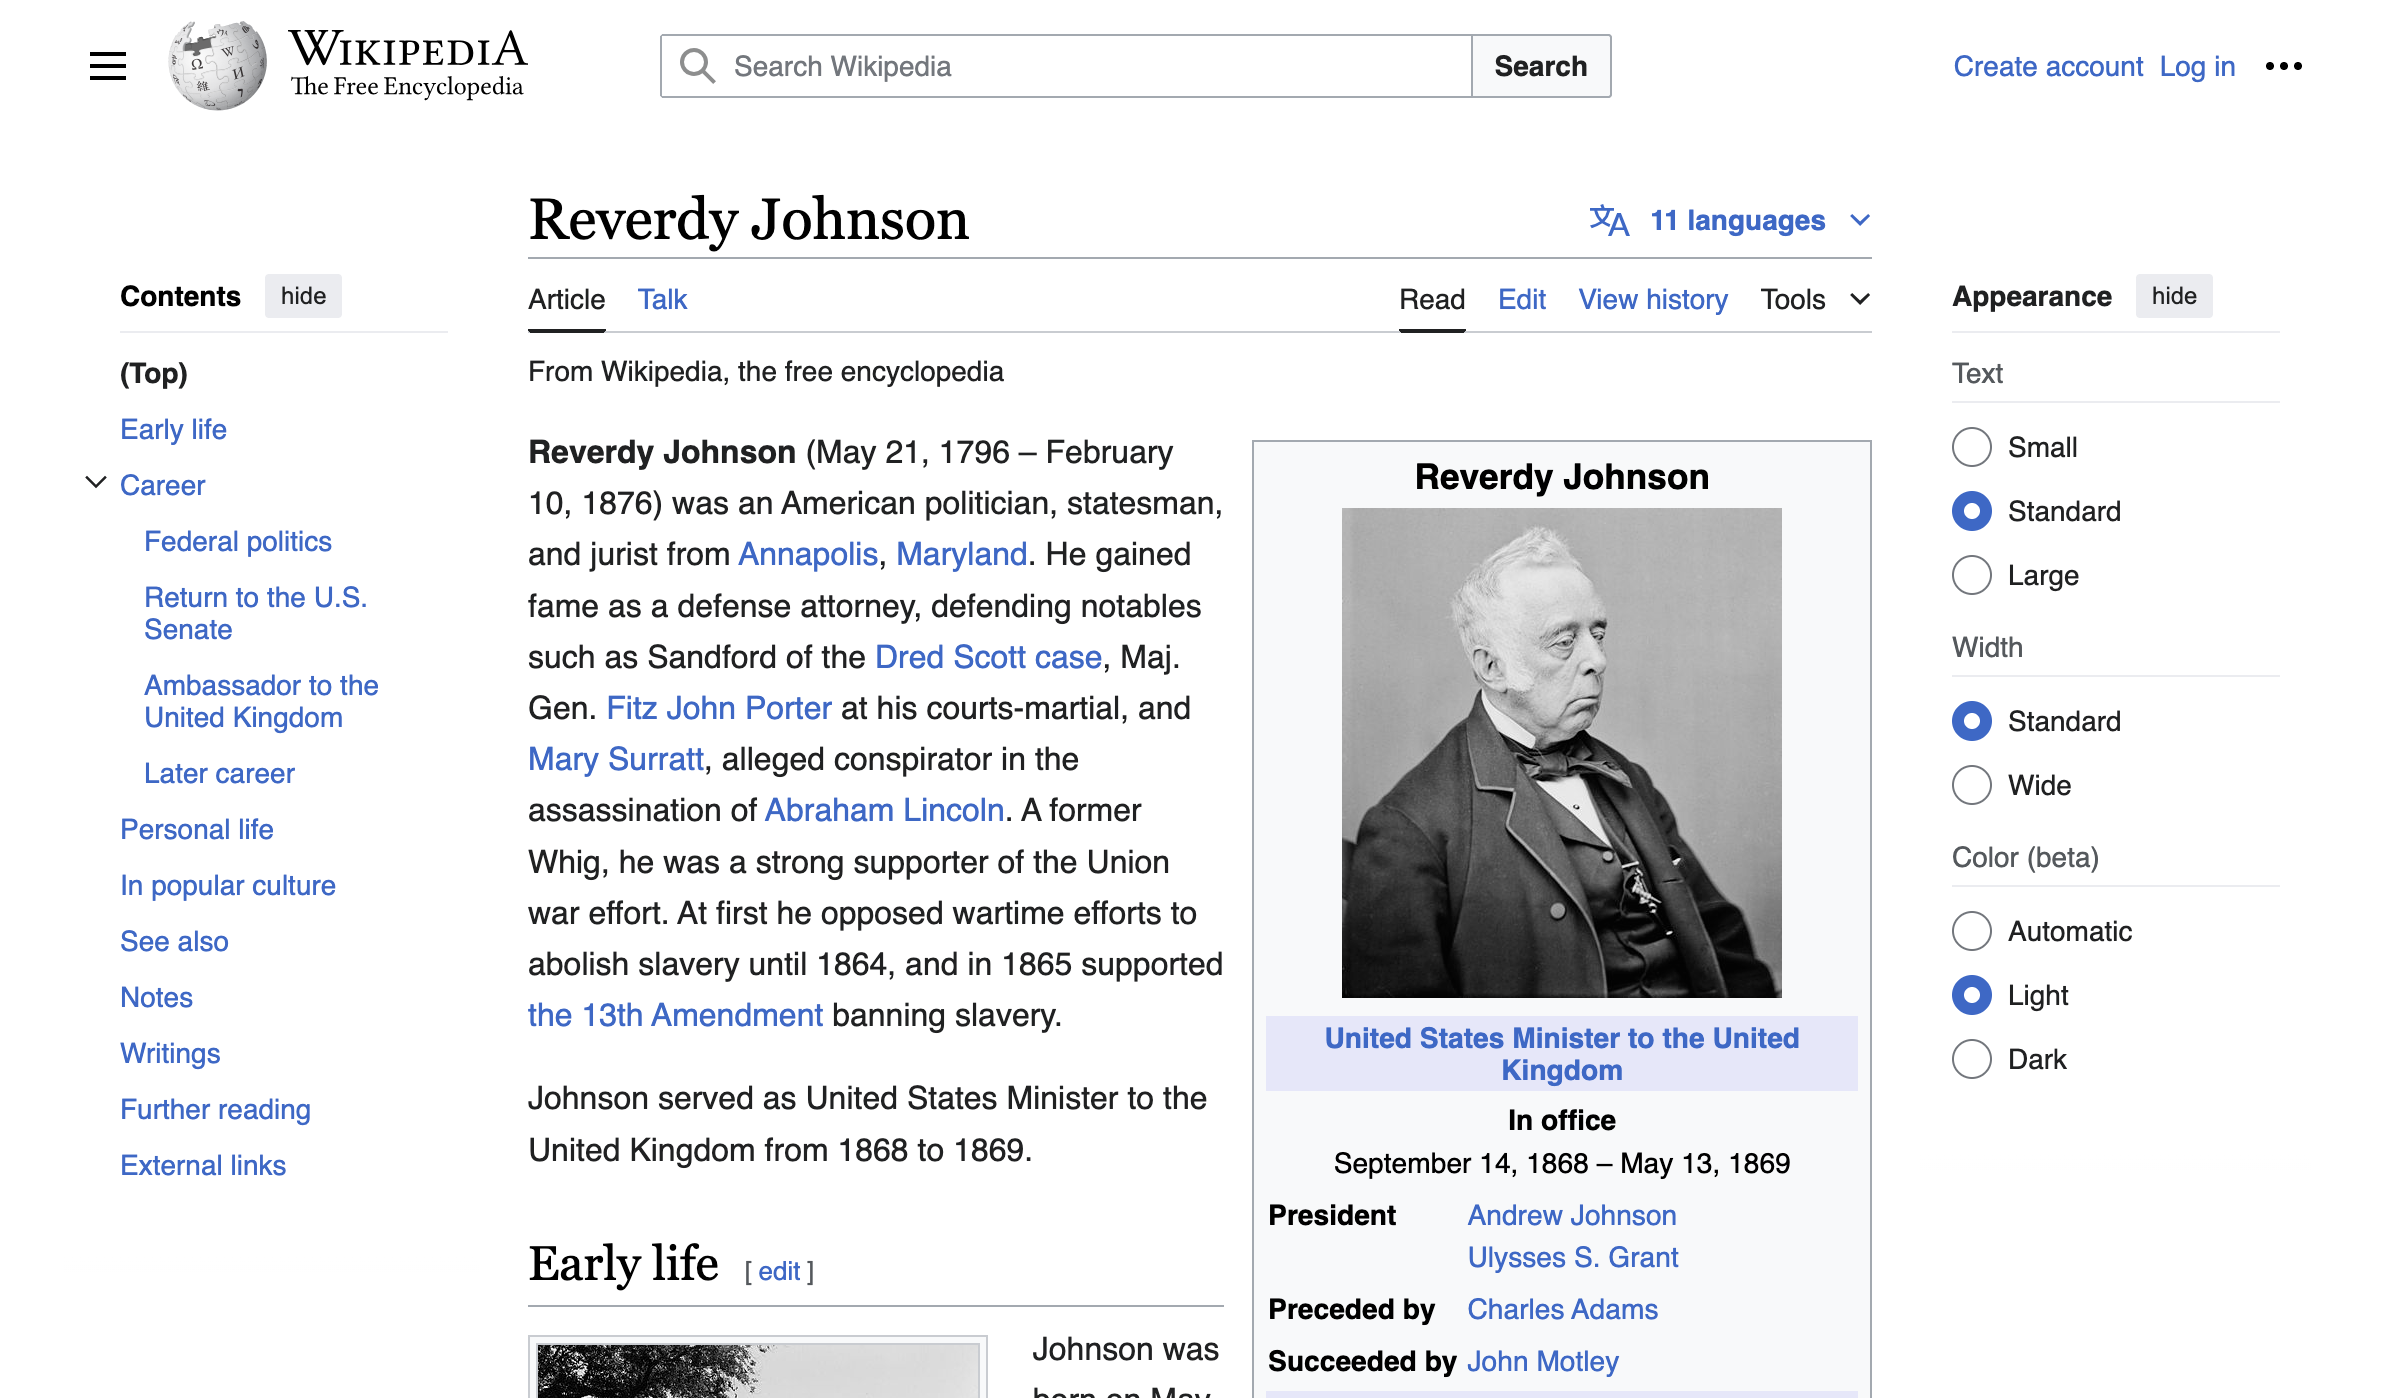 WIKIPEDIA
The Free Encyclopedia
Search Wikipedia
Search
Create account Log in
Reverdy Johnson
11 languages
Contents hide
(Top)
Early life
Career
Federal politics
Return to the U.S.
Senate
Ambassador to the
United Kingdom
Later career
Personal life
In popular culture
See also
Notes
Writings
Further reading
External links
Article Talk
Read Edit View history Tools
From Wikipedia, the free encyclopedia
Reverdy Johnson (May 21, 1796 – February
10, 1876) was an American politician, statesman,
and jurist from Annapolis, Maryland. He gained
fame as a defense attorney, defending notables
such as Sandford of the Dred Scott case, Maj.
Gen. Fitz John Porter at his courts-martial, and
Mary Surratt, alleged conspirator in the
assassination of Abraham Lincoln. A former
Whig, he was a strong supporter of the Union
war effort. At first he opposed wartime efforts to
abolish slavery until 1864, and in 1865 supported
the 13th Amendment banning slavery.
Johnson served as United States Minister to the
United Kingdom from 1868 to 1869.
Early life [ edit ]
Johnson was
born on May
Reverdy Johnson
United States Minister to the United
Kingdom
In office
September 14, 1868 – May 13, 1869
President Andrew Johnson
Ulysses S. Grant
Preceded by Charles Adams
Succeeded by John Motley
Appearance hide
Text
Small
Standard
Large
Width
Standard
Wide
Color (beta)
Automatic
Light
Dark